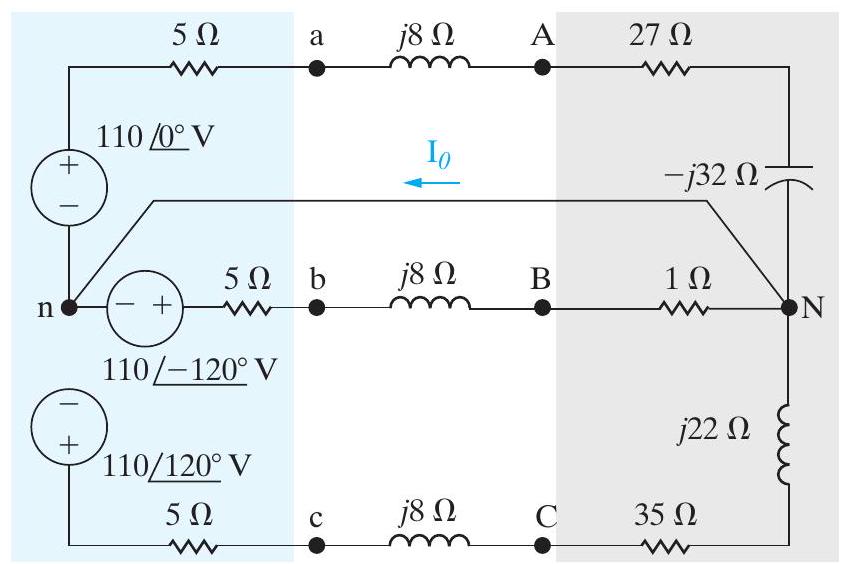 5 Ω a j8 Ω A 27 Ω
110 /0° V
+
−
I0
−j32 Ω
5 Ω b j8 Ω B 1 Ω
n − + N
110 /−120° V
−
+
j22 Ω
110/120° V
5 Ω c j8 Ω C 35 Ω